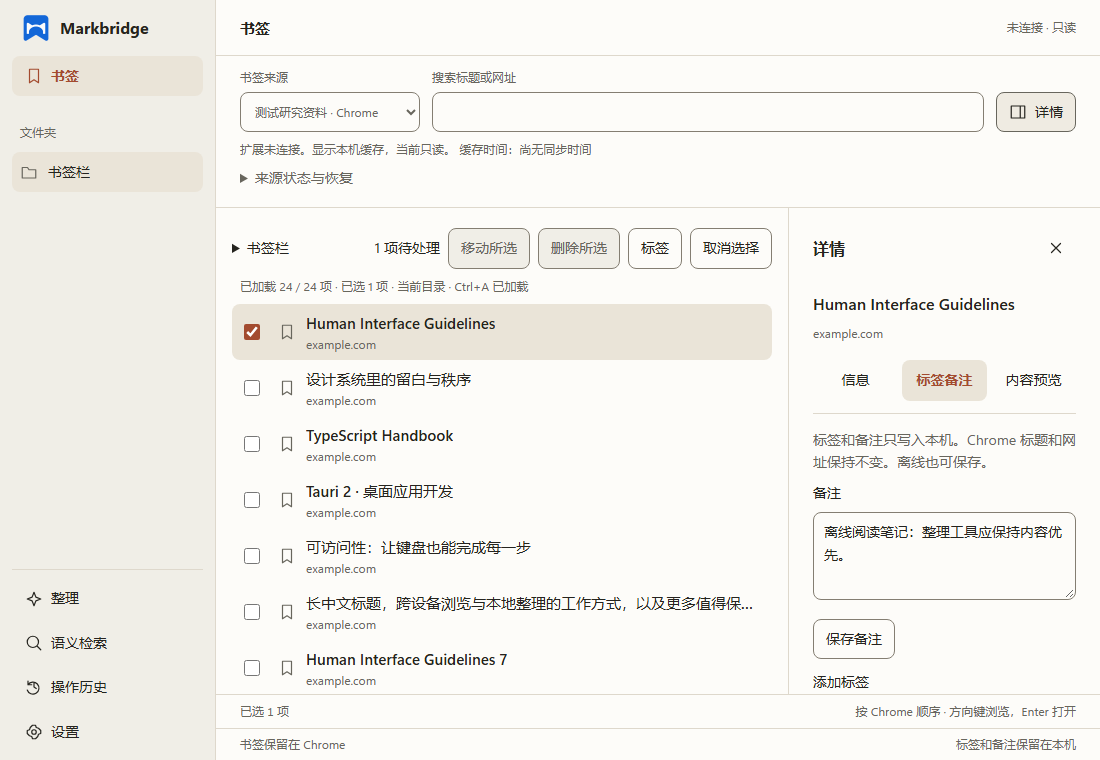 Markbridge
书签
文件夹
书签栏
整理
语义检索
操作历史
设置
书签
未连接 · 只读
书签来源
搜索标题或网址
测试研究资料 · Chrome
详情
扩展未连接。显示本机缓存，当前只读。 缓存时间：尚无同步时间
来源状态与恢复
书签栏
1 项待处理
移动所选
删除所选
标签
取消选择
已加载 24 / 24 项 · 已选 1 项 · 当前目录 · Ctrl+A 已加载
Human Interface Guidelines
example.com
设计系统里的留白与秩序
example.com
TypeScript Handbook
example.com
Tauri 2 · 桌面应用开发
example.com
可访问性：让键盘也能完成每一步
example.com
长中文标题，跨设备浏览与本地整理的工作方式，以及更多值得保...
example.com
Human Interface Guidelines 7
example.com
详情
Human Interface Guidelines
example.com
信息
标签备注
内容预览
标签和备注只写入本机。Chrome 标题和网
址保持不变。离线也可保存。
备注
离线阅读笔记：整理工具应保持内容优
先。
保存备注
添加标签
已选 1 项
按 Chrome 顺序 · 方向键浏览，Enter 打开
书签保留在 Chrome
标签和备注保留在本机